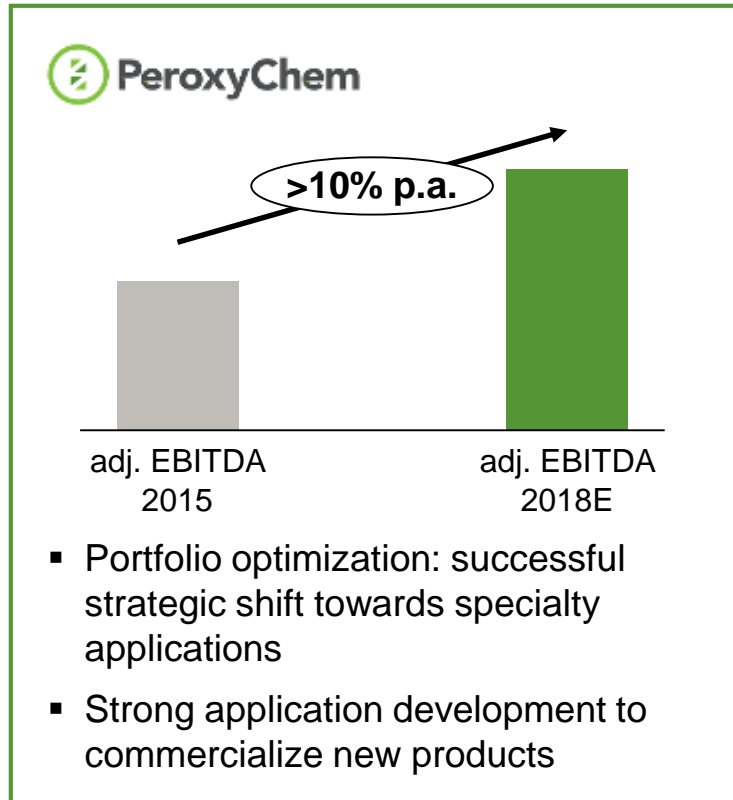 PeroxyChem
>10% p.a.
adj. EBITDA
2015
adj. EBITDA
2018E
▪ Portfolio optimization: successful
strategic shift towards specialty
applications
▪ Strong application development to
commercialize new products